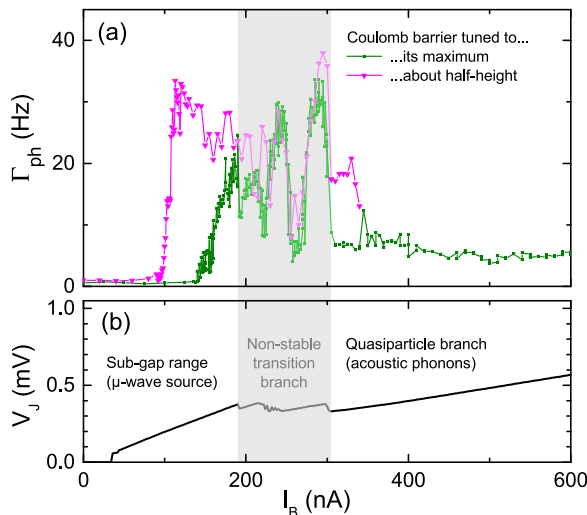 (a)
Coulomb barrier tuned to...
...its maximum
...about half-height
Γph (Hz)
40
20
0
(b)
Sub-gap range
(μ-wave source)
Non-stable
transition
branch
Quasiparticle branch
(acoustic phonons)
VJ (mV)
1.0
0.5
0.0
0
200
400
600
IB (nA)